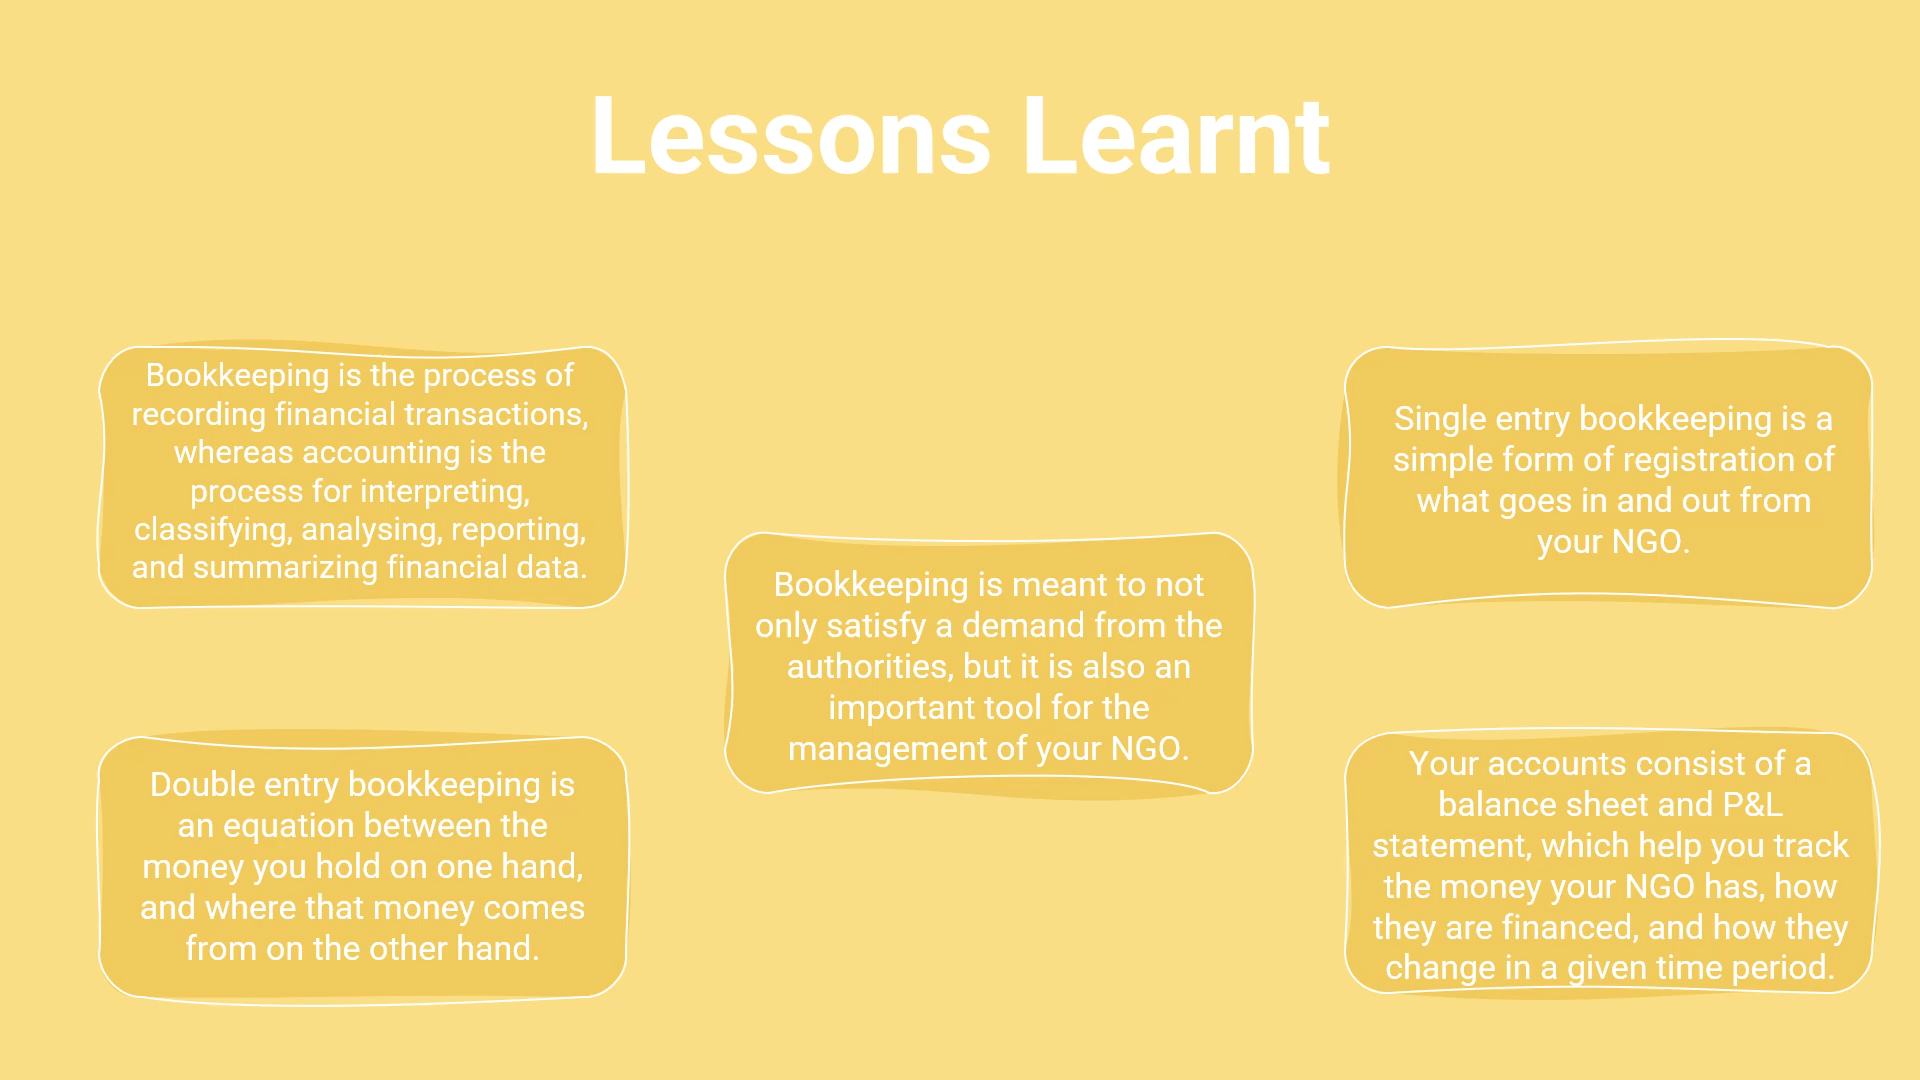 Lessons Learnt
Bookkeeping is the process of
recording financial transactions,
whereas accounting is the
process for interpreting,
classifying, analysing, reporting,
and summarizing financial data.
Single entry bookkeeping is a
simple form of registration of
what goes in and out from
your NGO.
Bookkeeping is meant to not
only satisfy a demand from the
authorities, but it is also an
important tool for the
management of your NGO.
Double entry bookkeeping is
an equation between the
money you hold on one hand,
and where that money comes
from on the other hand.
Your accounts consist of a
balance sheet and P&L
statement, which help you track
the money your NGO has, how
they are financed, and how they
change in a given time period.